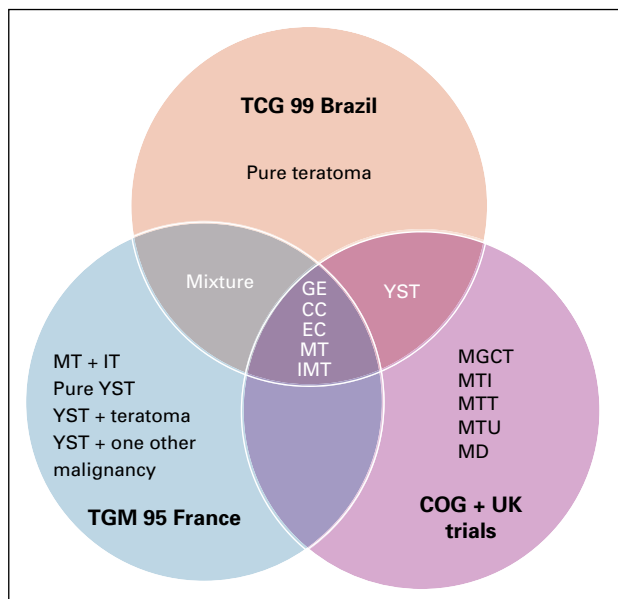 TCG 99 Brazil
Pure teratoma
Mixture
GE
CC
EC
MT
IMT
YST
MT + IT
Pure YST
YST + teratoma
YST + one other
malignancy
TGM 95 France
MGCT
MTI
MTT
MTU
MD
COG + UK
trials